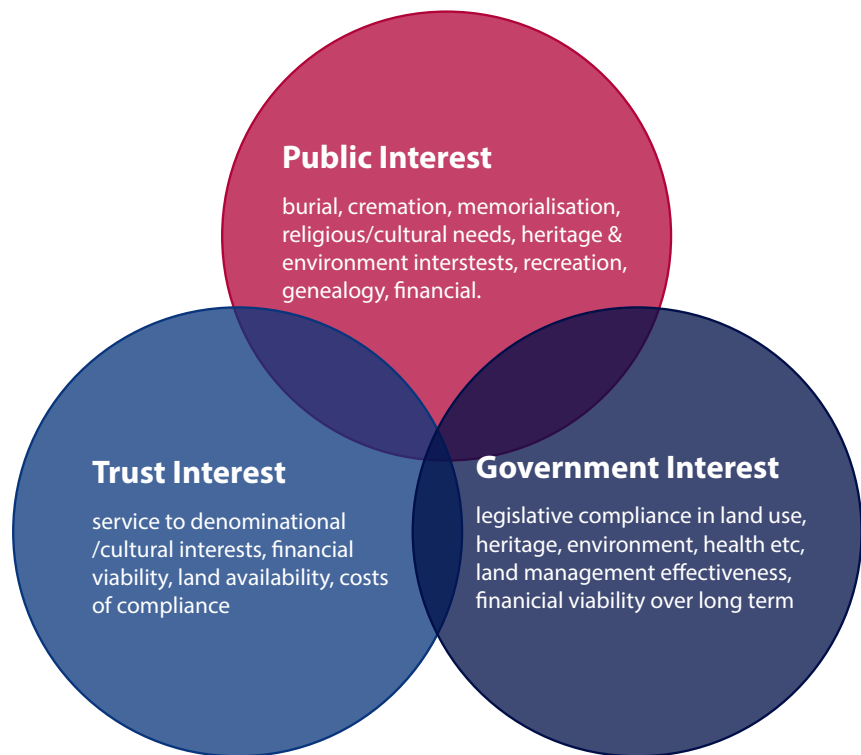 Public Interest
burial, cremation, memorialisation,
religious/cultural needs, heritage &
environment interstests, recreation,
genealogy, financial.
Trust Interest
service to denominational
/cultural interests, financial
viability, land availability, costs
of compliance
Government Interest
legislative compliance in land use,
heritage, environment, health etc,
land management effectiveness,
finanicial viability over long term